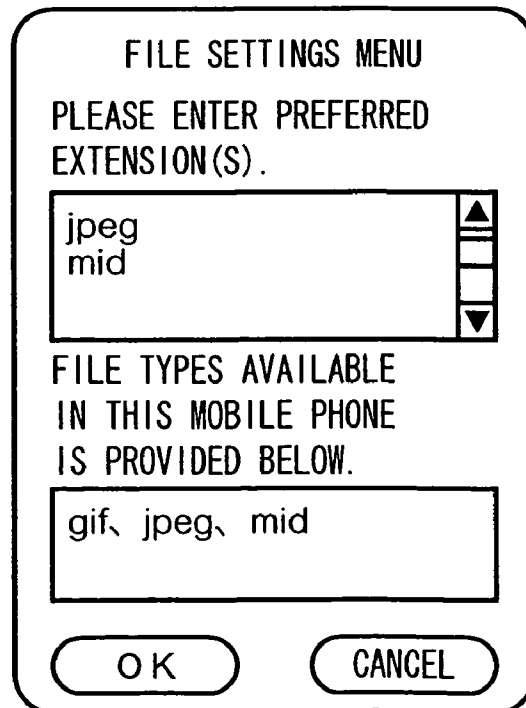 FILE SETTINGS MENU
PLEASE ENTER PREFERRED
EXTENSION(S).
jpeg
mid
FILE TYPES AVAILABLE
IN THIS MOBILE PHONE
IS PROVIDED BELOW.
gif、jpeg、mid
OK CANCEL